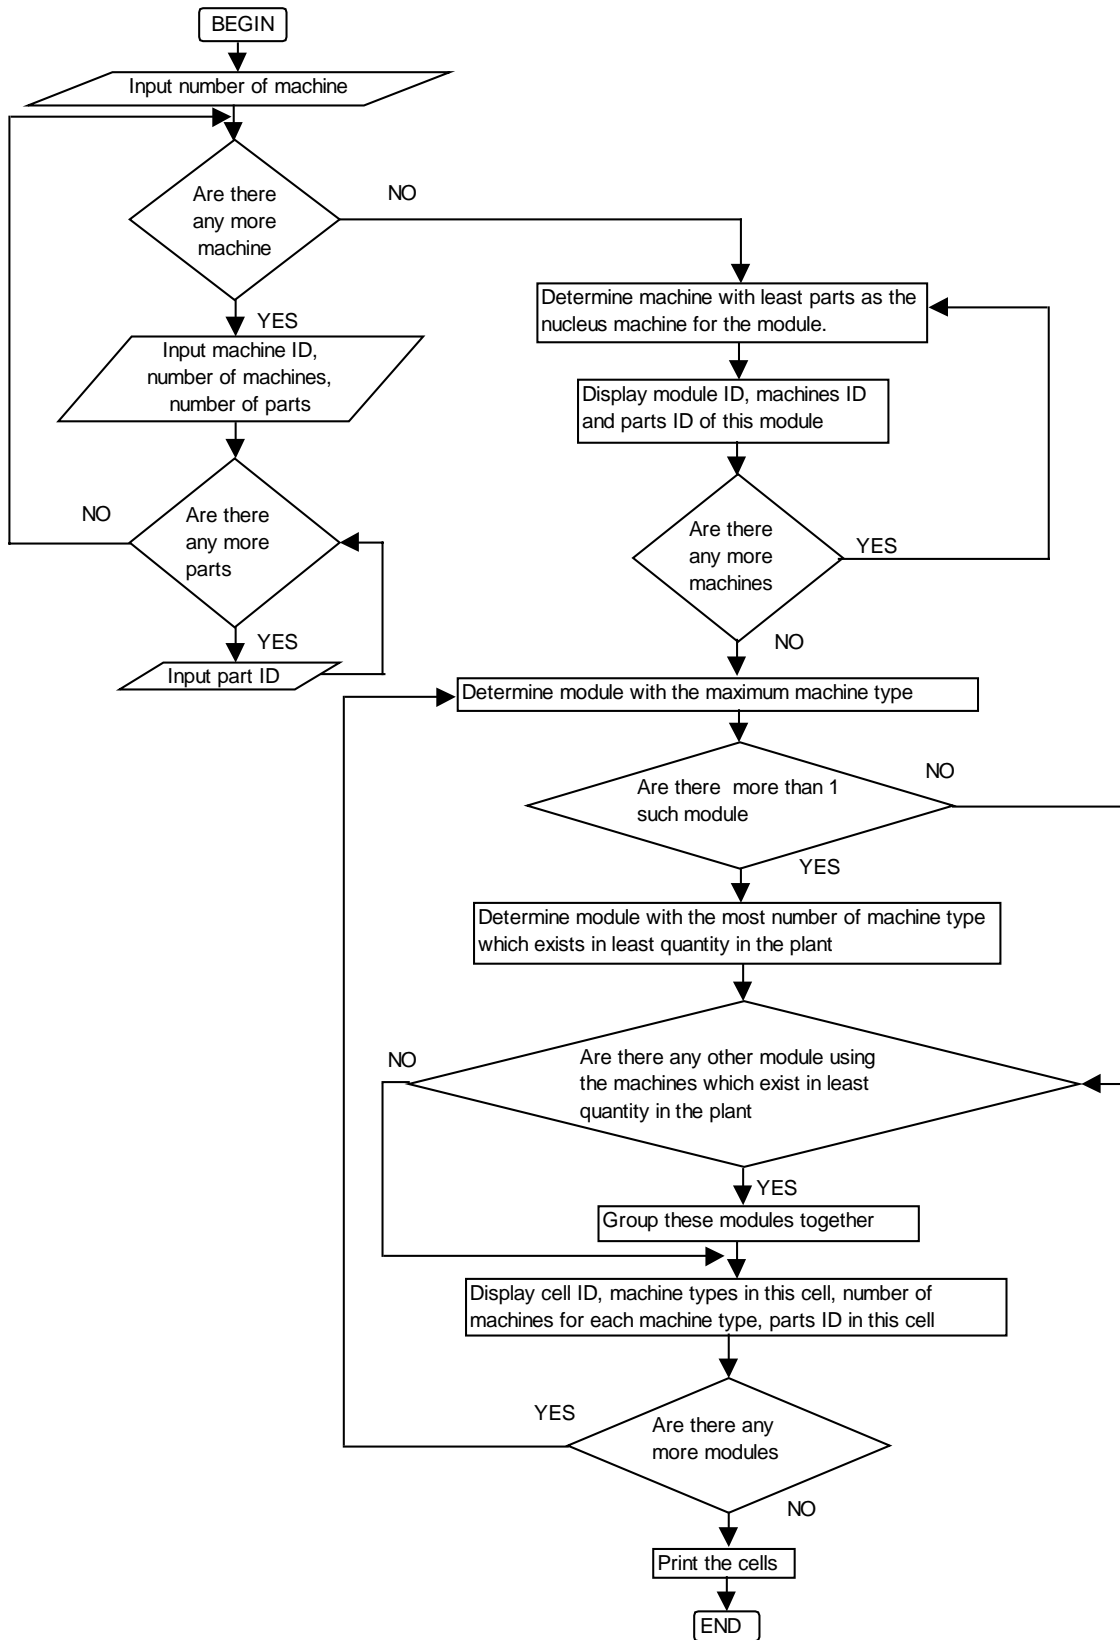 BEGIN
Input number of machine
Are there
any more
machine
NO
YES
Input machine ID,
number of machines,
number of parts
Are there
any more
parts
NO
YES
Input part ID
Determine machine with least parts as the
nucleus machine for the module.
Display module ID, machines ID
and parts ID of this module
Are there
any more
machines
YES
NO
Determine module with the maximum machine type
Are there more than 1
such module
NO
YES
Determine module with the most number of machine type
which exists in least quantity in the plant
Are there any other module using
the machines which exist in least
quantity in the plant
NO
YES
Group these modules together
Display cell ID, machine types in this cell, number of
machines for each machine type, parts ID in this cell
Are there any
more modules
YES
NO
Print the cells
END